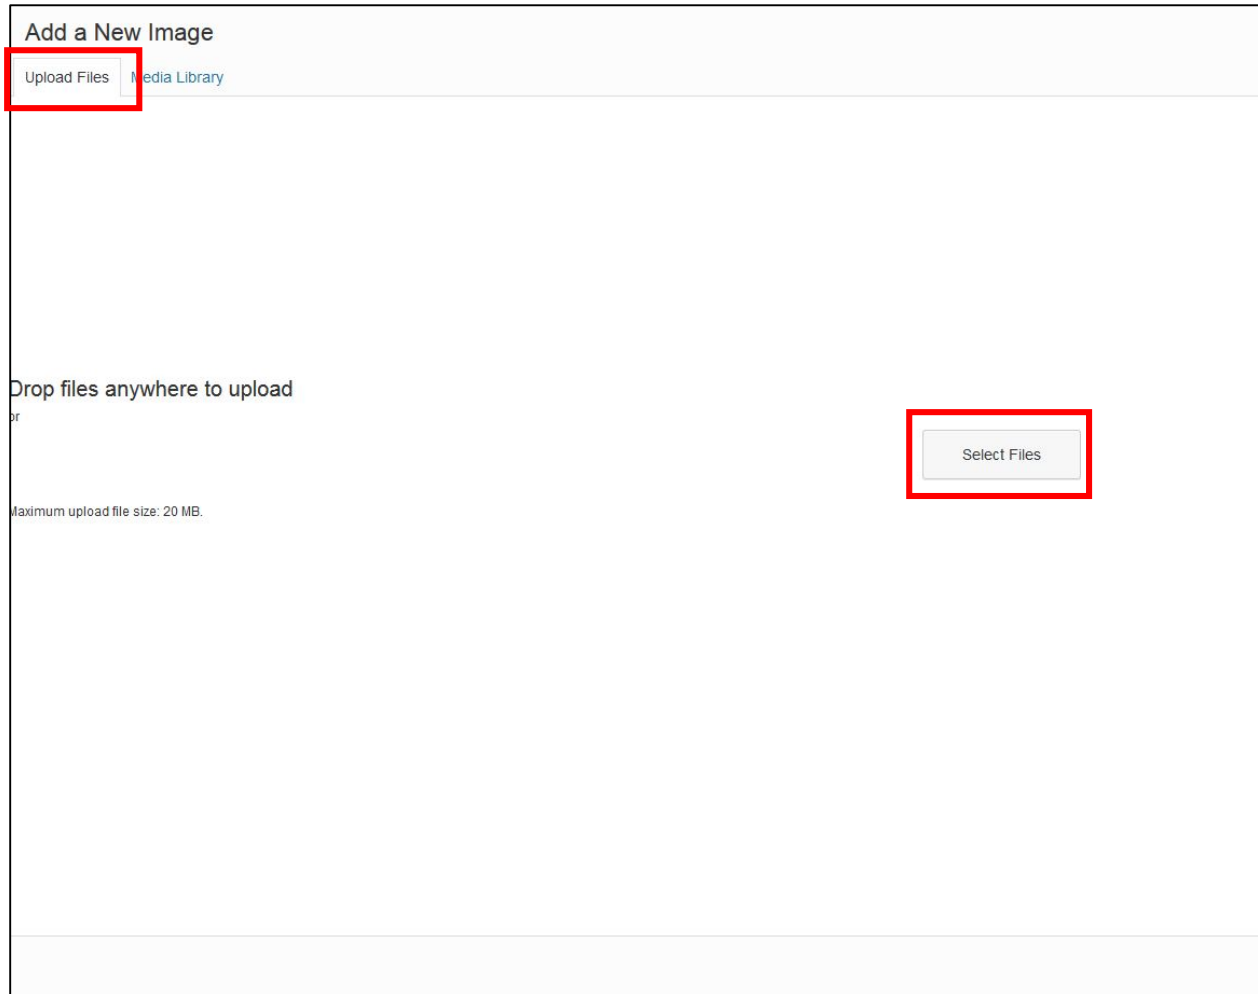 Add a New Image
Upload Files Media Library
Drop files anywhere to upload
or
Select Files
Maximum upload file size: 20 MB.